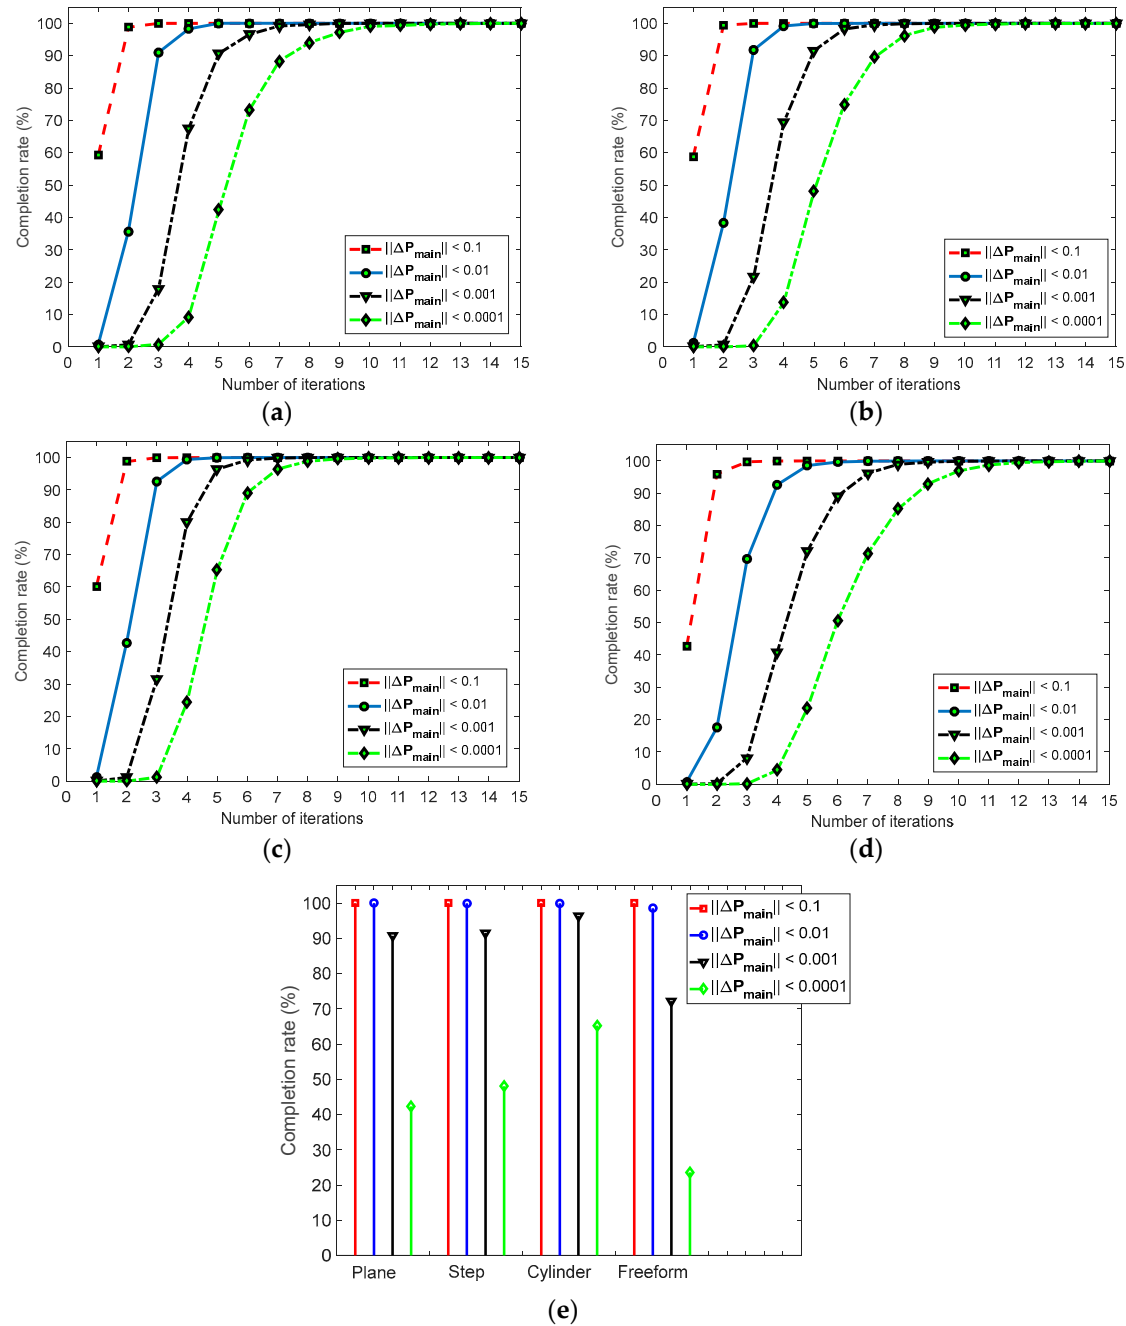 100
90
80
70
60
50
40
30
20
10
0
Completion rate (%)
||ΔPmain|| < 0.1
||ΔPmain|| < 0.01
||ΔPmain|| < 0.001
||ΔPmain|| < 0.0001
0 1 2 3 4 5 6 7 8 9 10 11 12 13 14 15
Number of iterations
(a)
100
90
80
70
60
50
40
30
20
10
0
Completion rate (%)
||ΔPmain|| < 0.1
||ΔPmain|| < 0.01
||ΔPmain|| < 0.001
||ΔPmain|| < 0.0001
0 1 2 3 4 5 6 7 8 9 10 11 12 13 14 15
Number of iterations
(b)
100
90
80
70
60
50
40
30
20
10
0
Completion rate (%)
||ΔPmain|| < 0.1
||ΔPmain|| < 0.01
||ΔPmain|| < 0.001
||ΔPmain|| < 0.0001
0 1 2 3 4 5 6 7 8 9 10 11 12 13 14 15
Number of iterations
(c)
100
90
80
70
60
50
40
30
20
10
0
Completion rate (%)
||ΔPmain|| < 0.1
||ΔPmain|| < 0.01
||ΔPmain|| < 0.001
||ΔPmain|| < 0.0001
0 1 2 3 4 5 6 7 8 9 10 11 12 13 14 15
Number of iterations
(d)
100
90
80
70
60
50
40
30
20
10
0
Completion rate (%)
||ΔPmain|| < 0.1
||ΔPmain|| < 0.01
||ΔPmain|| < 0.001
||ΔPmain|| < 0.0001
Plane Step Cylinder Freeform
(e)